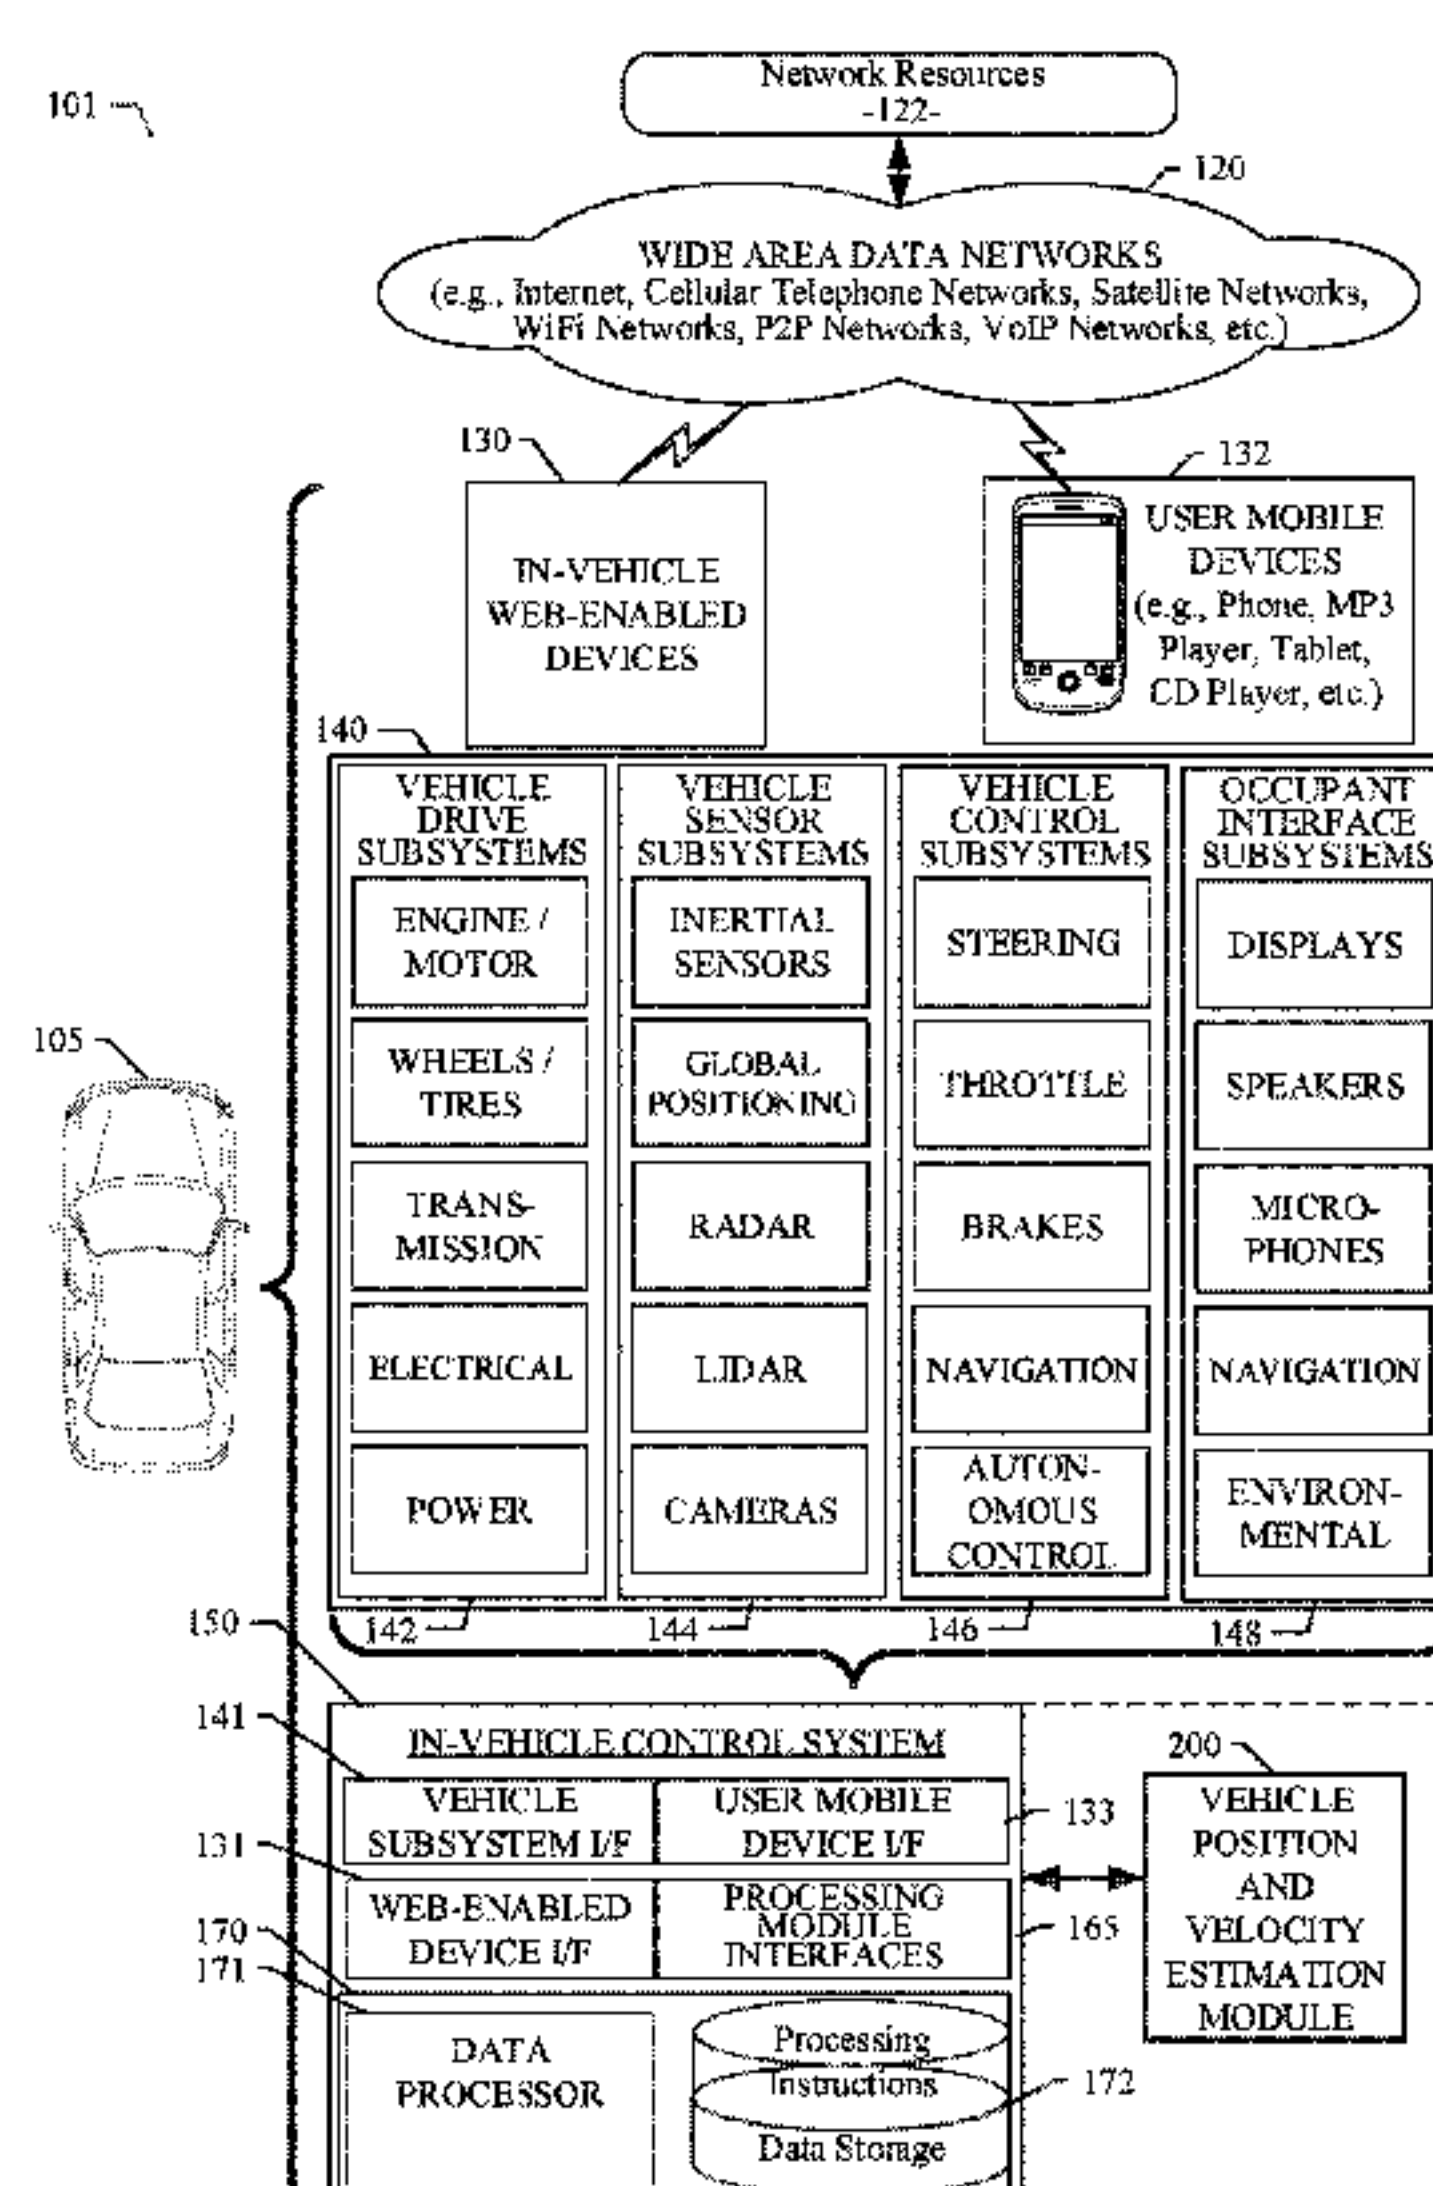 101
Network Resources
-122-
120
WIDE AREA DATA NETWORKS
(e.g., Internet, Cellular Telephone Networks, Satellite Networks,
WiFi Networks, P2P Networks, VoIP Networks, etc.)
130
132
IN-VEHICLE
WEB-ENABLED
DEVICES
USER MOBILE
DEVICES
(e.g., Phone, MP3
Player, Tablet,
CD Player, etc.)
140
VEHICLE
DRIVE
SUBSYSTEMS
ENGINE /
MOTOR
WHEELS /
TIRES
TRANS-
MISSION
ELECTRICAL
POWER
142
VEHICLE
SENSOR
SUBSYSTEMS
INERTIAL
SENSORS
GLOBAL
POSITIONING
RADAR
LIDAR
CAMERAS
144
VEHICLE
CONTROL
SUBSYSTEMS
STEERING
THROTTLE
BRAKES
NAVIGATION
AUTON-
OMOUS
CONTROL
146
OCCUPANT
INTERFACE
SUBSYSTEMS
DISPLAYS
SPEAKERS
MICRO-
PHONES
NAVIGATION
ENVIRON-
MENTAL
148
105
150
IN-VEHICLE CONTROL SYSTEM
141
VEHICLE
SUBSYSTEM I/F
USER MOBILE
DEVICE I/F
133
131
WEB-ENABLED
DEVICE I/F
PROCESSING
MODULE
INTERFACES
165
170
171
DATA
PROCESSOR
Processing
Instructions
Data Storage
172
200
VEHICLE
POSITION
AND
VELOCITY
ESTIMATION
MODULE